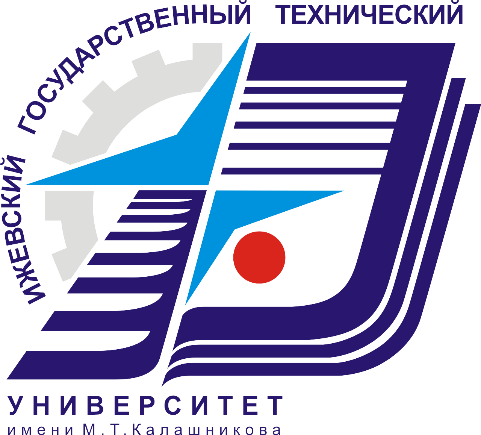 ИЖЕВСКИЙ ГОСУДАРСТВЕННЫЙ ТЕХНИЧЕСКИЙ
УНИВЕРСИТЕТ
имени М.Т.Калашникова